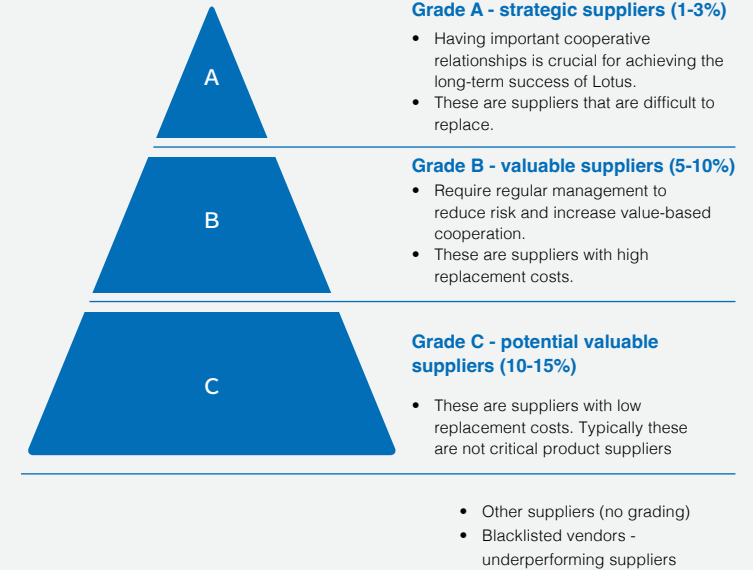 A
Grade A - strategic suppliers (1-3%)
• Having important cooperative
relationships is crucial for achieving the
long-term success of Lotus.
• These are suppliers that are difficult to
replace.
B
Grade B - valuable suppliers (5-10%)
• Require regular management to
reduce risk and increase value-based
cooperation.
• These are suppliers with high
replacement costs.
C
Grade C - potential valuable
suppliers (10-15%)
• These are suppliers with low
replacement costs. Typically these
are not critical product suppliers
• Other suppliers (no grading)
• Blacklisted vendors -
underperforming suppliers